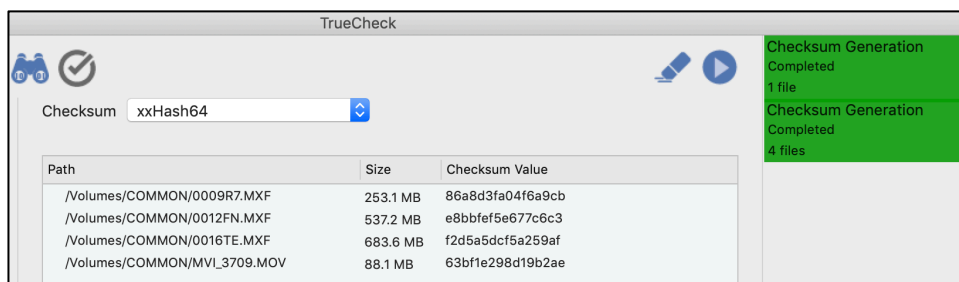 TrueCheck
Checksum xxHash64
Path Size Checksum Value
/Volumes/COMMON/0009R7.MXF 253.1 MB 86a8d3fa04f6a9cb
/Volumes/COMMON/0012FN.MXF 537.2 MB e8bbfef5e677c6c3
/Volumes/COMMON/0016TE.MXF 683.6 MB f2d5a5dcf5a259af
/Volumes/COMMON/MVI_3709.MOV 88.1 MB 63bf1e298d19b2ae
Checksum Generation
Completed
1 file
Checksum Generation
Completed
4 files